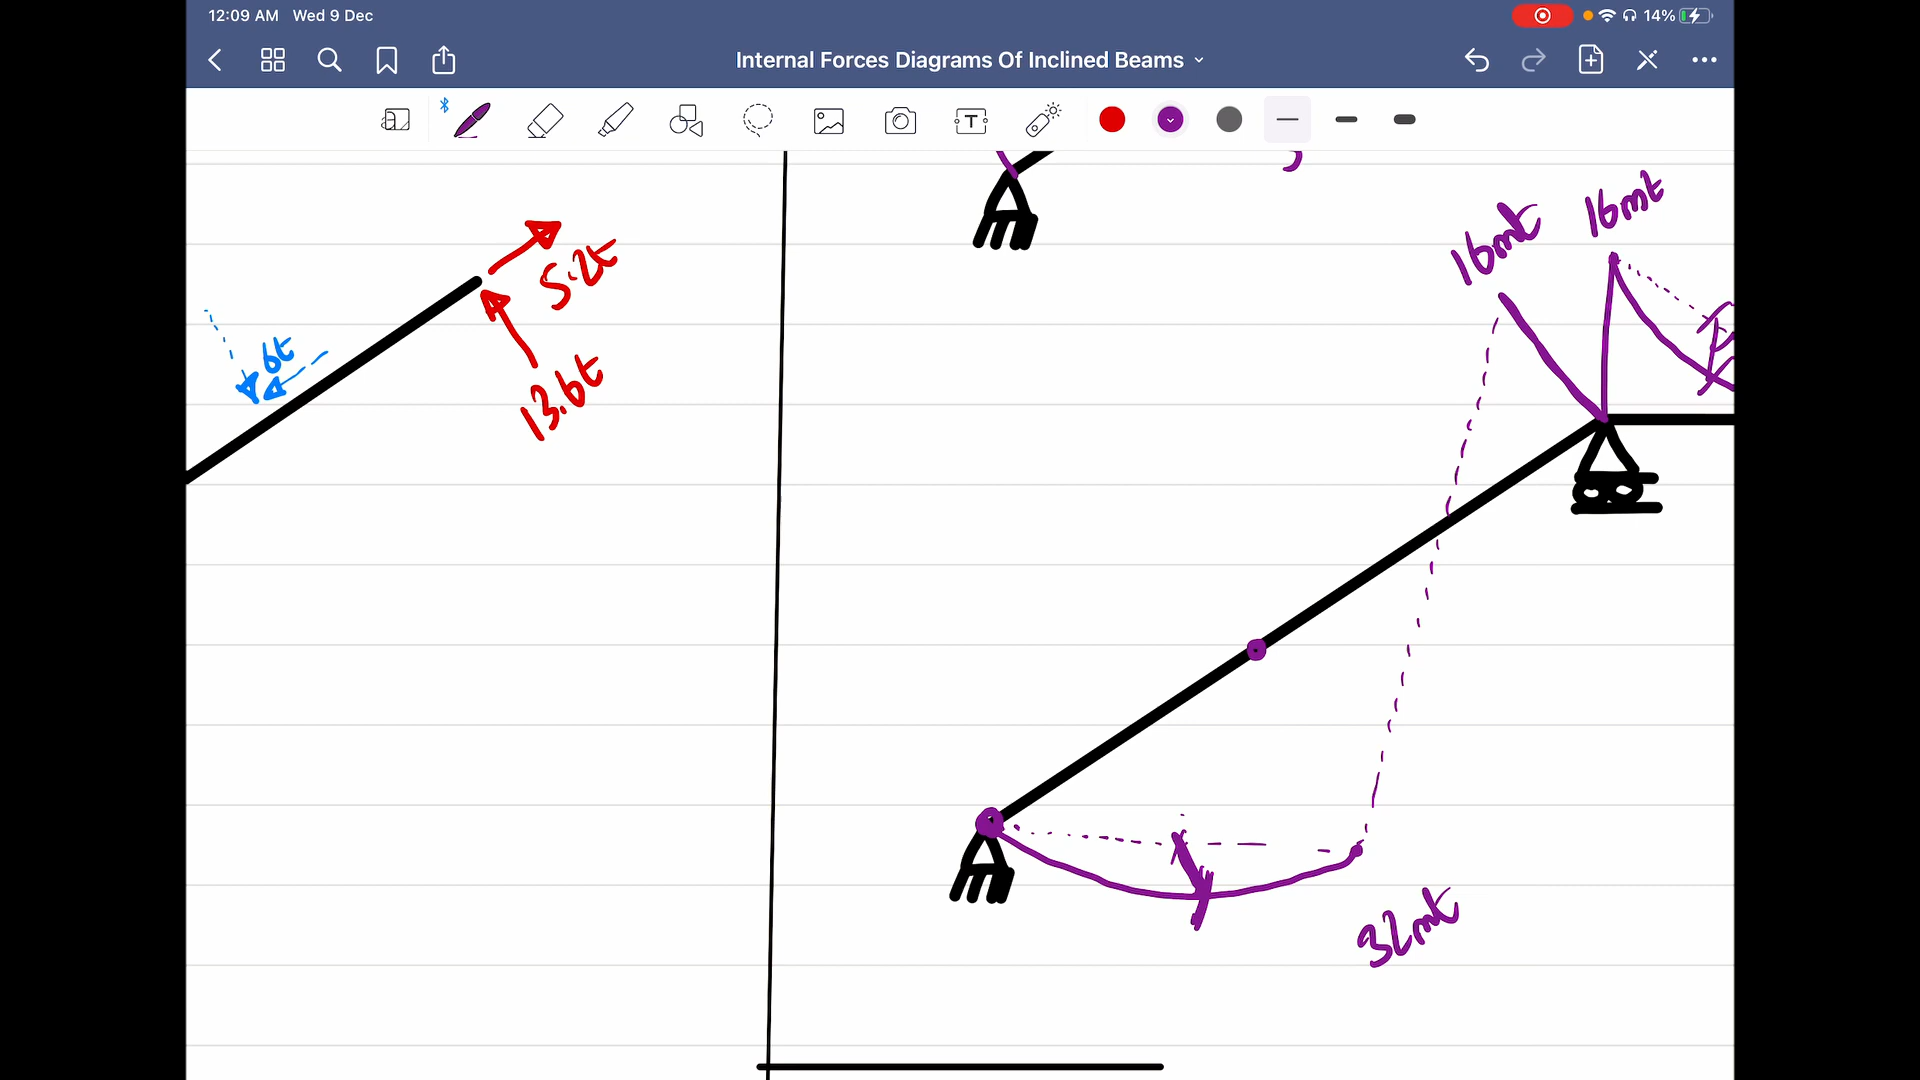 12:09 AM Wed 9 Dec
14%
Internal Forces Diagrams Of Inclined Beams
T
5.2t
6t
13.6t
16mt
16mt
32mt